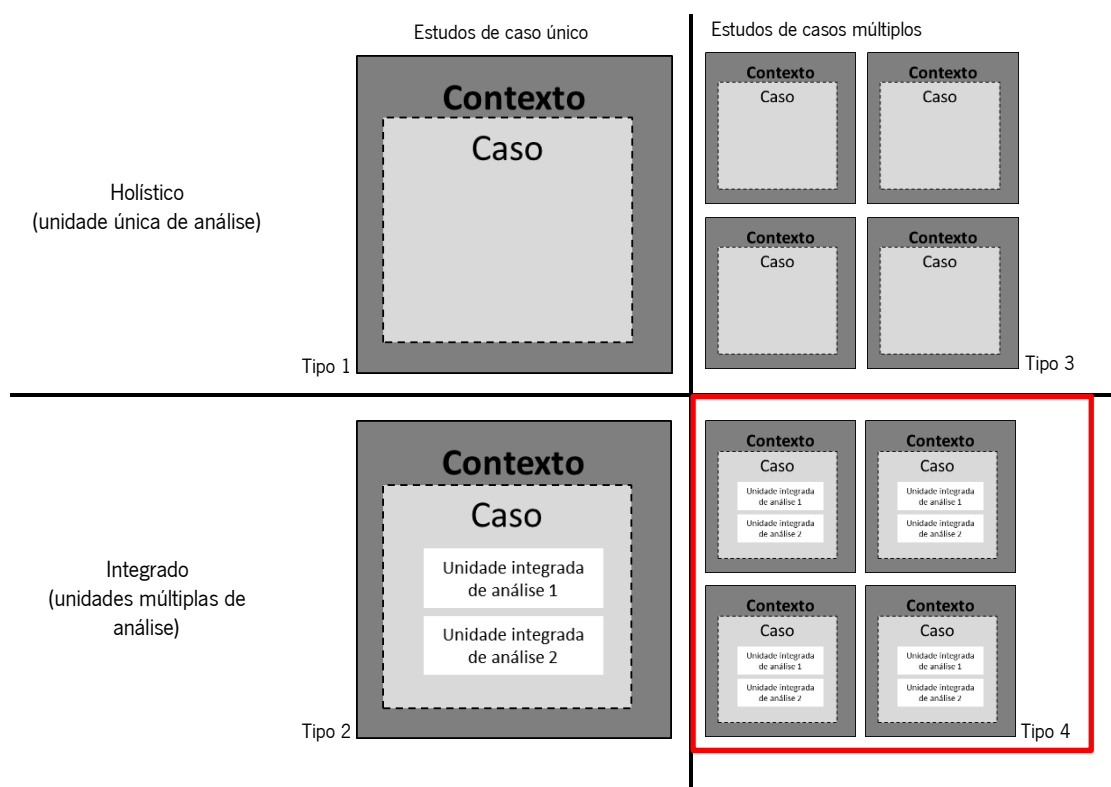 Estudos de caso único
Estudos de casos múltiplos
Holístico
(unidade única de análise)
Contexto
Caso
Tipo 1
Contexto
Caso
Contexto
Caso
Contexto
Caso
Contexto
Caso
Tipo 3
Integrado
(unidades múltiplas de
análise)
Contexto
Caso
Unidade integrada
de análise 1
Unidade integrada
de análise 2
Tipo 2
Contexto
Caso
Unidade integrada
de análise 1
Unidade integrada
de análise 2
Contexto
Caso
Unidade integrada
de análise 1
Unidade integrada
de análise 2
Contexto
Caso
Unidade integrada
de análise 1
Unidade integrada
de análise 2
Contexto
Caso
Unidade integrada
de análise 1
Unidade integrada
de análise 2
Tipo 4